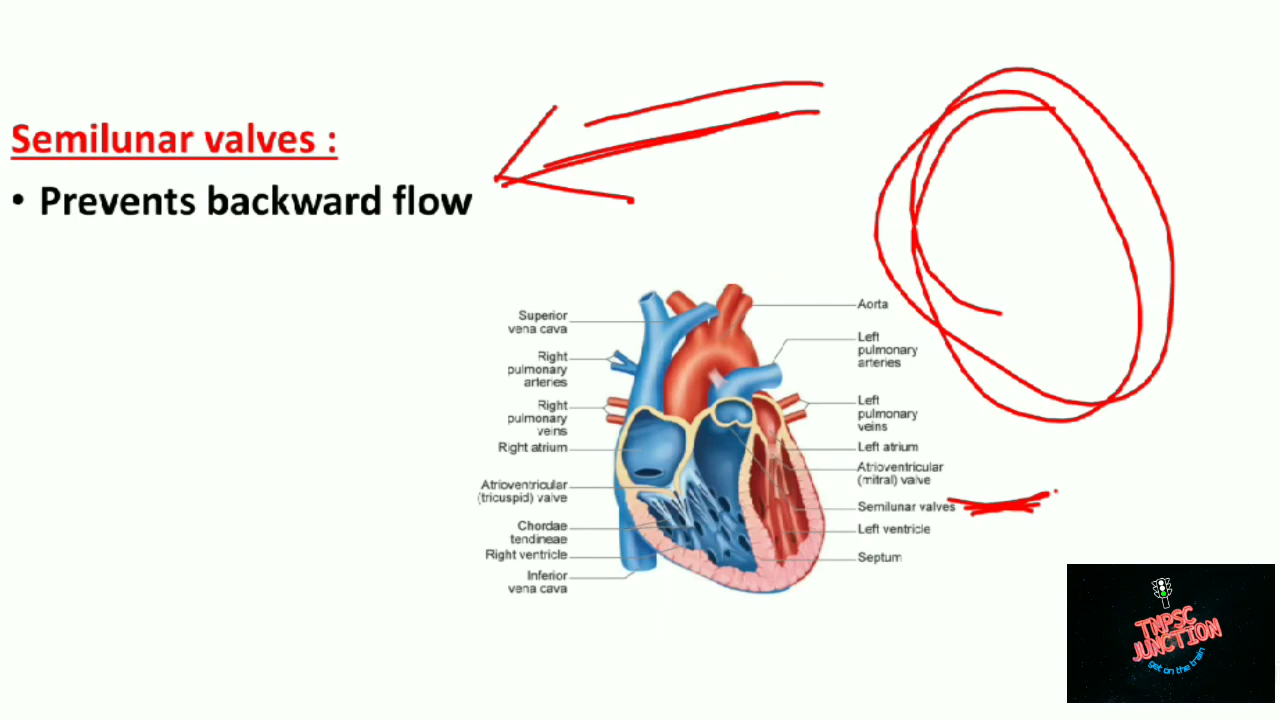 Semilunar valves :
• Prevents backward flow
Superior
vena cava
Right
pulmonary
arteries
Right
pulmonary
veins
Right atrium
Atrioventricular
(tricuspid) valve
Chordae
tendineae
Right ventricle
Inferior
vena cava
Aorta
Left
pulmonary
arteries
Left
pulmonary
veins
Left atrium
Atrioventricular
(mitral) valve
Semilunar valves
Left ventricle
Septum
TNPSC
JUNCTION
get on the train